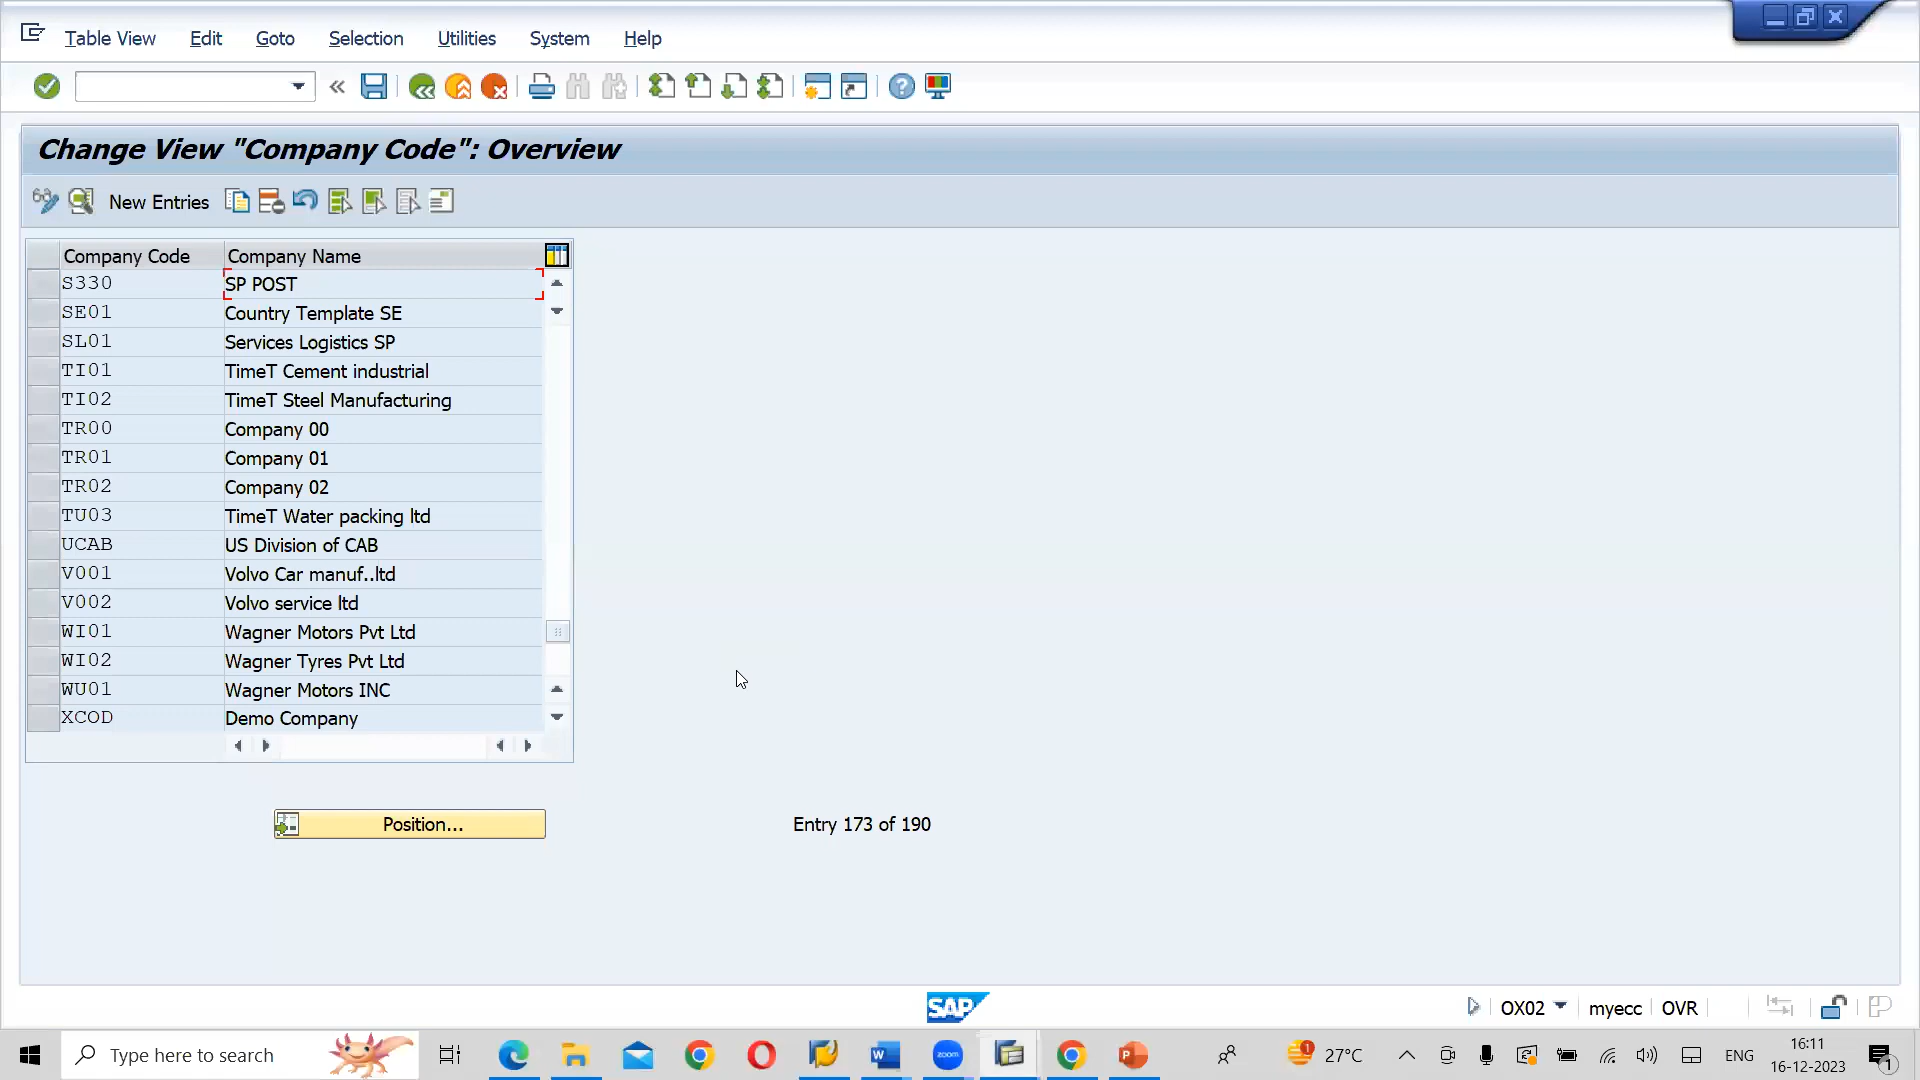 Table View Edit Goto Selection Utilities System Help
Change View "Company Code": Overview
New Entries
Company Code Company Name
S330 SP POST
SE01 Country Template SE
SL01 Services Logistics SP
TI01 TimeT Cement industrial
TI02 TimeT Steel Manufacturing
TR00 Company 00
TR01 Company 01
TR02 Company 02
TU03 TimeT Water packing ltd
UCAB US Division of CAB
V001 Volvo Car manuf..ltd
V002 Volvo service ltd
WI01 Wagner Motors Pvt Ltd
WI02 Wagner Tyres Pvt Ltd
WU01 Wagner Motors INC
XCOD Demo Company
Position... Entry 173 of 190
SAP OX02 myecc OVR
Type here to search zoom 1 27°C ENG 16:11
16-12-2023 1